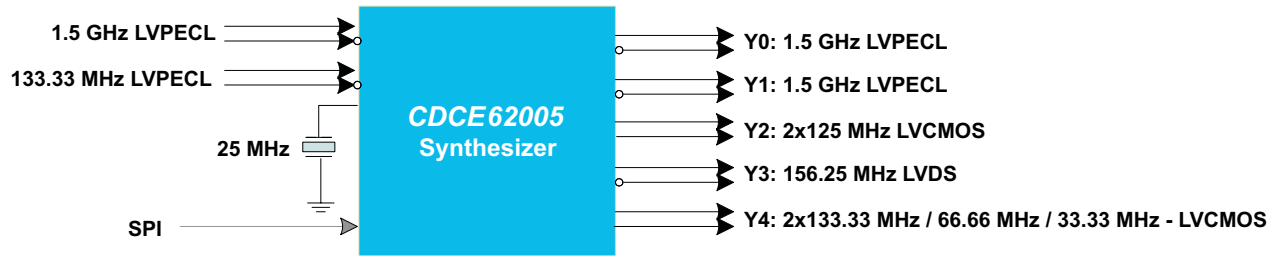 1.5 GHz LVPECL
133.33 MHz LVPECL
25 MHz
SPI
CDCE62005
Synthesizer
Y0: 1.5 GHz LVPECL
Y1: 1.5 GHz LVPECL
Y2: 2x125 MHz LVCMOS
Y3: 156.25 MHz LVDS
Y4: 2x133.33 MHz / 66.66 MHz / 33.33 MHz - LVCMOS